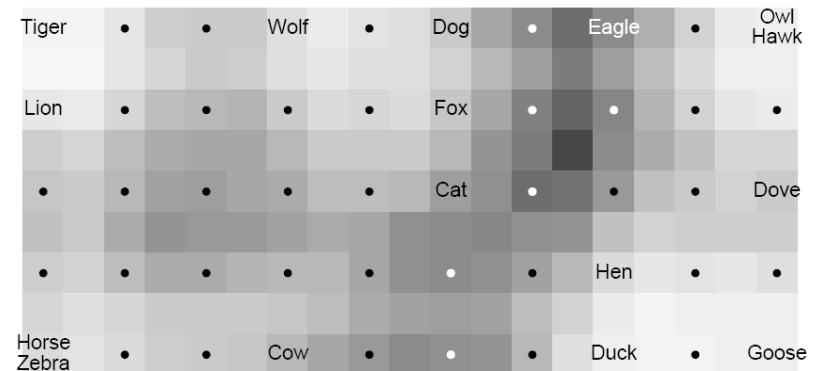 Tiger Wolf Dog Eagle Owl
Hawk
Lion Fox
Cat Dove
Hen
Horse
Zebra Cow Duck Goose